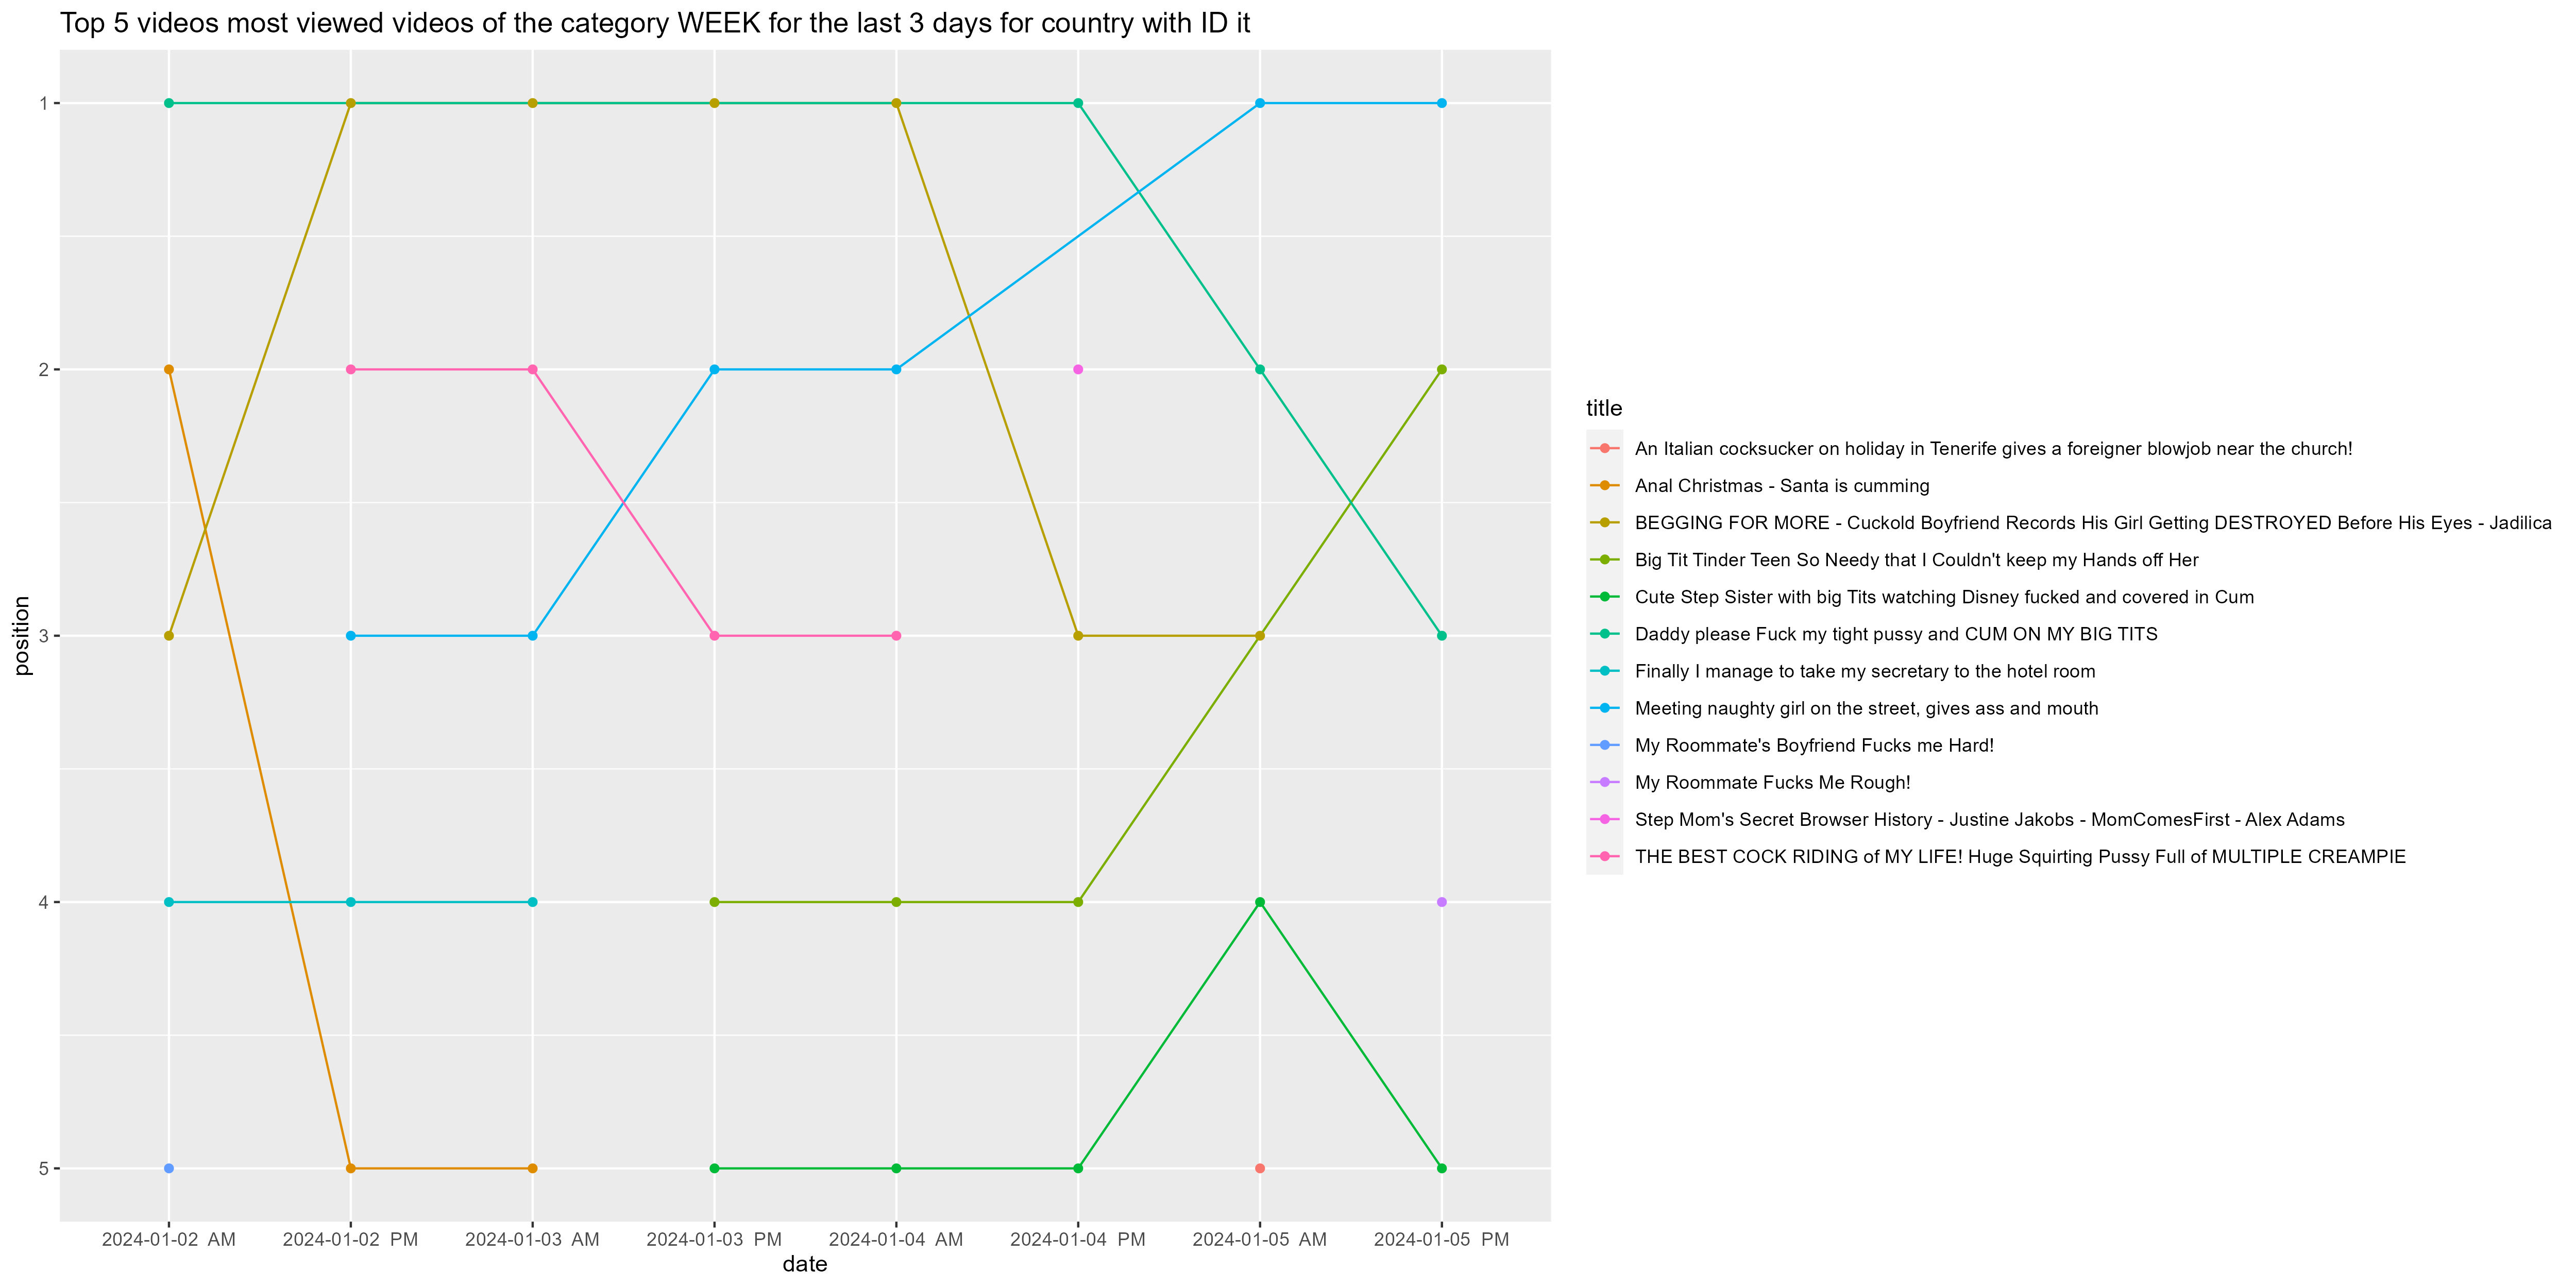 Top 5 videos most viewed videos of the category WEEK for the last 3 days for country with ID it
position
1
2
3
4
5
2024-01-02 AM
2024-01-02 PM
2024-01-03 AM
2024-01-03 PM
2024-01-04 AM
2024-01-04 PM
2024-01-05 AM
2024-01-05 PM
date
title
An Italian cocksucker on holiday in Tenerife gives a foreigner blowjob near the church!
Anal Christmas - Santa is cumming
BEGGING FOR MORE - Cuckold Boyfriend Records His Girl Getting DESTROYED Before His Eyes - Jadilica
Big Tit Tinder Teen So Needy that I Couldn't keep my Hands off Her
Cute Step Sister with big Tits watching Disney fucked and covered in Cum
Daddy please Fuck my tight pussy and CUM ON MY BIG TITS
Finally I manage to take my secretary to the hotel room
Meeting naughty girl on the street, gives ass and mouth
My Roommate's Boyfriend Fucks me Hard!
My Roommate Fucks Me Rough!
Step Mom's Secret Browser History - Justine Jakobs - MomComesFirst - Alex Adams
THE BEST COCK RIDING of MY LIFE! Huge Squirting Pussy Full of MULTIPLE CREAMPIE